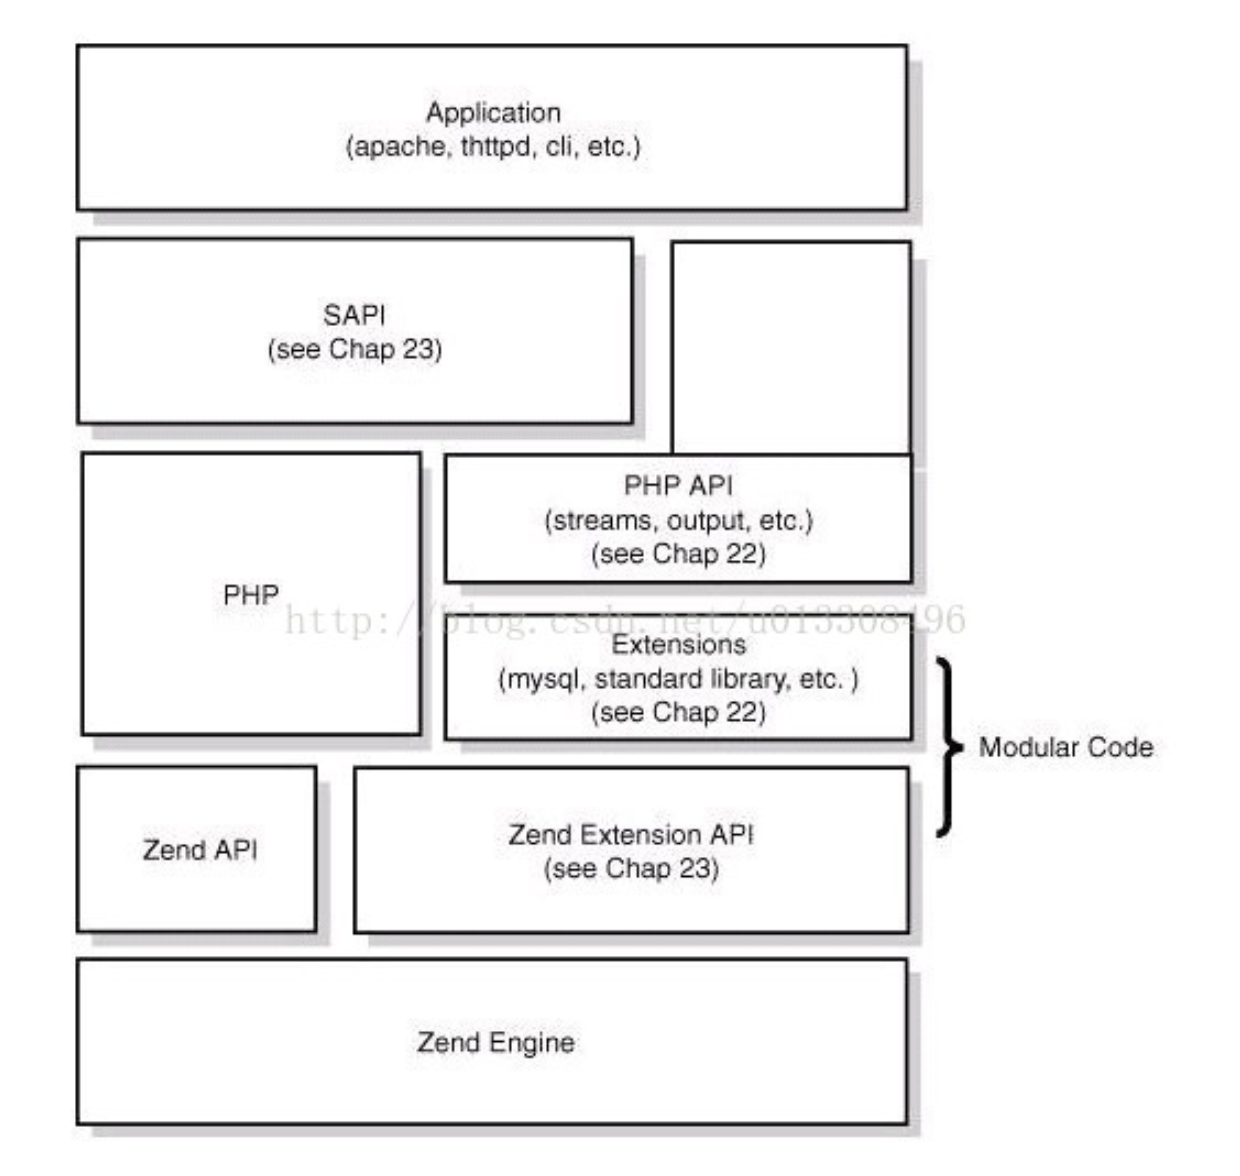 Application
(apache, thttpd, cli, etc.)
SAPI
(see Chap 23)
PHP API
(streams, output, etc.)
(see Chap 22)
PHP
http://blog.csdn.net/u013308496
Extensions
(mysql, standard library, etc. )
(see Chap 22)
Modular Code
Zend API
Zend Extension API
(see Chap 23)
Zend Engine